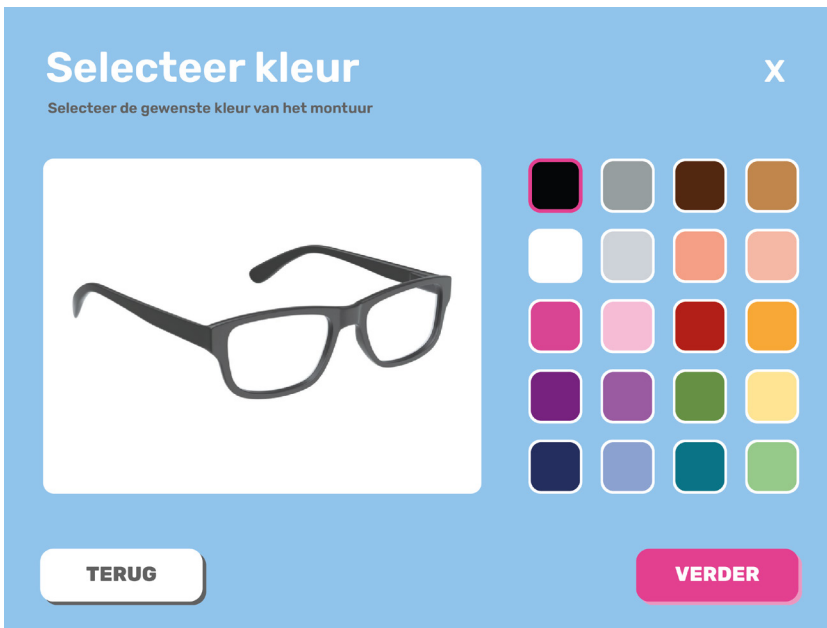 Selecteer kleur
X
Selecteer de gewenste kleur van het montuur
TERUG
VERDER